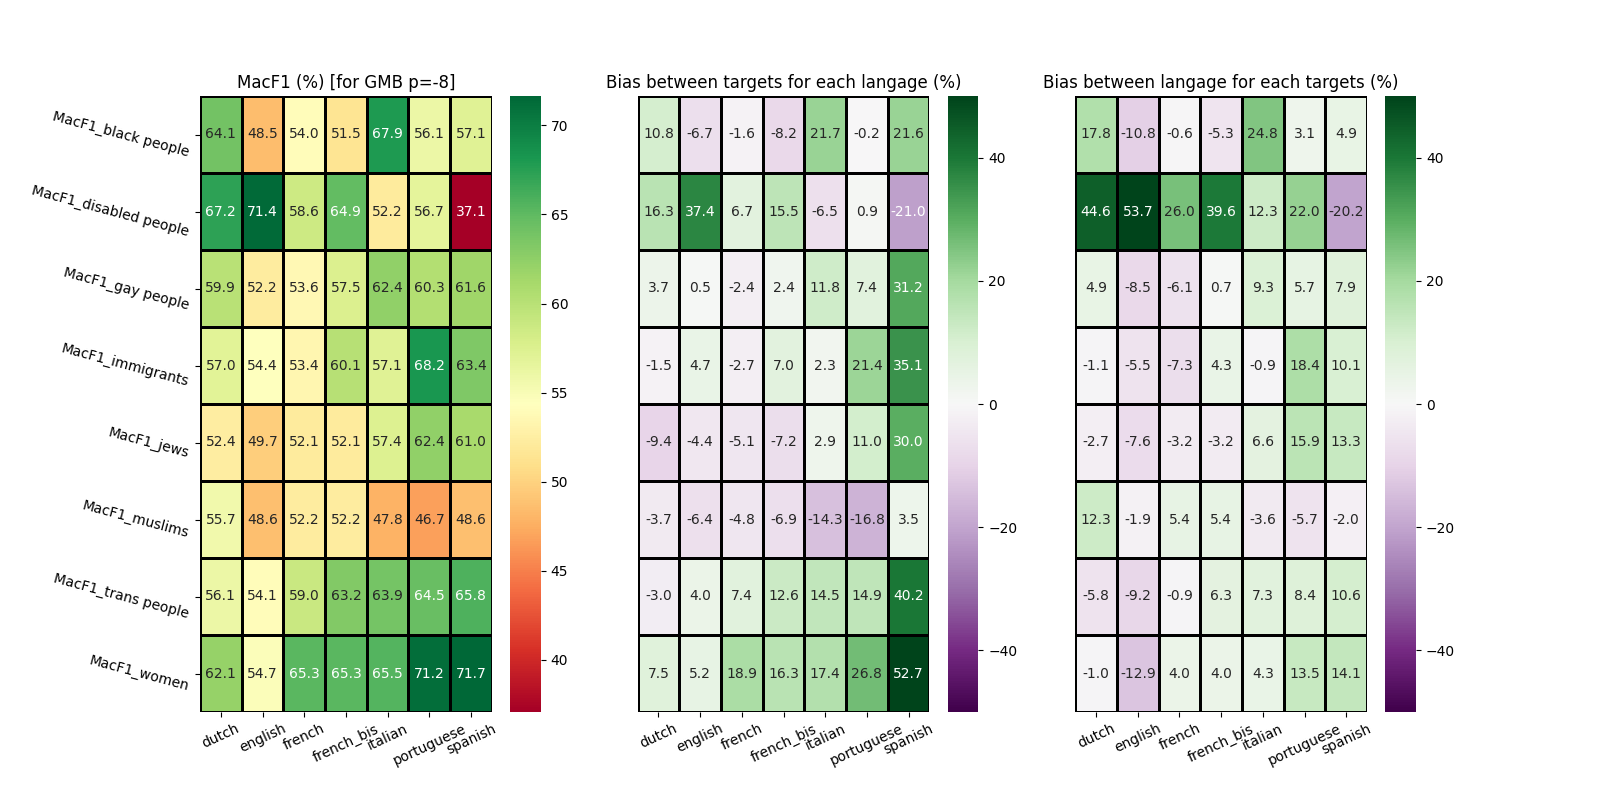 MacF1 (%) [for GMB p=-8]
MacF1_black people 64.1 48.5 54.0 51.5 67.9 56.1 57.1
MacF1_disabled people 67.2 71.4 58.6 64.9 52.2 56.7 37.1
MacF1_gay people 59.9 52.2 53.6 57.5 62.4 60.3 61.6
MacF1_immigrants 57.0 54.4 53.4 60.1 57.1 68.2 63.4
MacF1_jews 52.4 49.7 52.1 52.1 57.4 62.4 61.0
MacF1_muslims 55.7 48.6 52.2 52.2 47.8 46.7 48.6
MacF1_trans people 56.1 54.1 59.0 63.2 63.9 64.5 65.8
MacF1_women 62.1 54.7 65.3 65.3 65.5 71.2 71.7
dutch english french french_bis italian portuguese spanish
70
65
60
55
50
45
40
Bias between targets for each langage (%)
10.8 -6.7 -1.6 -8.2 21.7 -0.2 21.6
16.3 37.4 6.7 15.5 -6.5 0.9 -21.0
3.7 0.5 -2.4 2.4 11.8 7.4 31.2
-1.5 4.7 -2.7 7.0 2.3 21.4 35.1
-9.4 -4.4 -5.1 -7.2 2.9 11.0 30.0
-3.7 -6.4 -4.8 -6.9 -14.3 -16.8 3.5
-3.0 4.0 7.4 12.6 14.5 14.9 40.2
7.5 5.2 18.9 16.3 17.4 26.8 52.7
dutch english french french_bis italian portuguese spanish
40
20
0
−20
−40
Bias between langage for each targets (%)
17.8 -10.8 -0.6 -5.3 24.8 3.1 4.9
44.6 53.7 26.0 39.6 12.3 22.0 -20.2
4.9 -8.5 -6.1 0.7 9.3 5.7 7.9
-1.1 -5.5 -7.3 4.3 -0.9 18.4 10.1
-2.7 -7.6 -3.2 -3.2 6.6 15.9 13.3
12.3 -1.9 5.4 5.4 -3.6 -5.7 -2.0
-5.8 -9.2 -0.9 6.3 7.3 8.4 10.6
-1.0 -12.9 4.0 4.0 4.3 13.5 14.1
dutch english french french_bis italian portuguese spanish
40
20
0
−20
−40